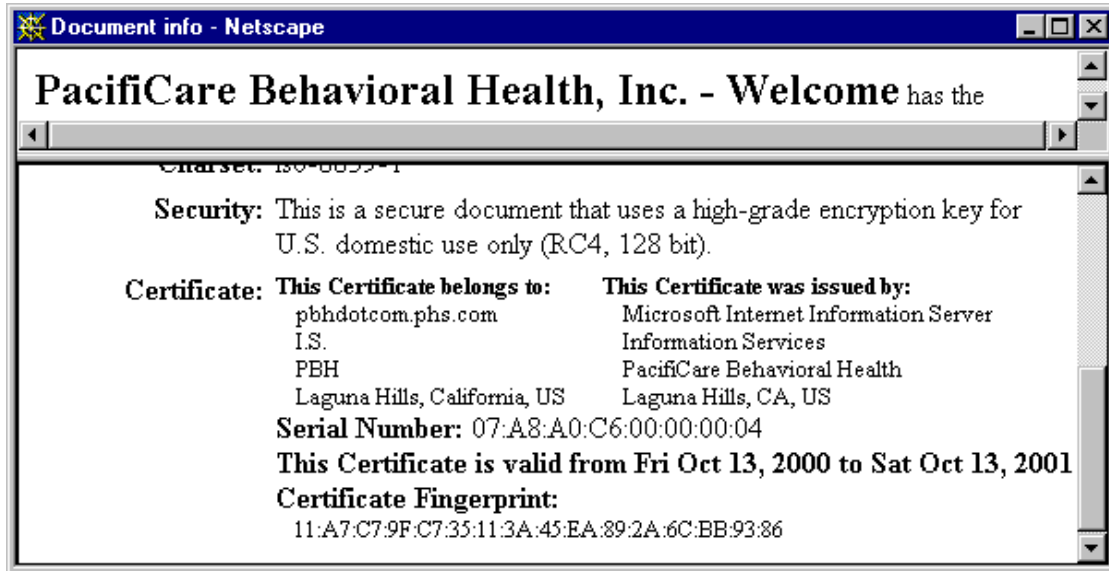 Document info - Netscape
PacifiCare Behavioral Health, Inc. - Welcome has the
Charset: iso-8859-1
Security: This is a secure document that uses a high-grade encryption key for
U.S. domestic use only (RC4, 128 bit).
Certificate: This Certificate belongs to: This Certificate was issued by:
pbhdotcom.phs.com Microsoft Internet Information Server
I.S. Information Services
PBH PacifiCare Behavioral Health
Laguna Hills, California, US Laguna Hills, CA, US
Serial Number: 07:A8:A0:C6:00:00:00:04
This Certificate is valid from Fri Oct 13, 2000 to Sat Oct 13, 2001
Certificate Fingerprint:
11:A7:C7:9F:C7:35:11:3A:45:EA:89:2A:6C:BB:93:86